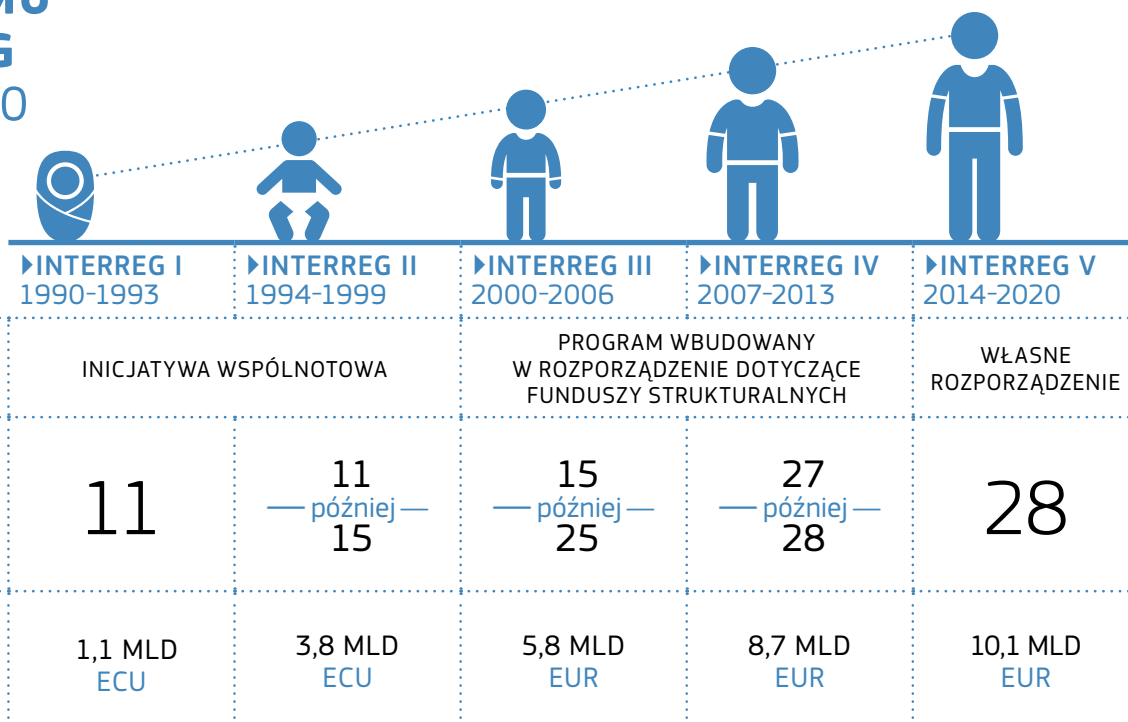 0
▶INTERREG I
1990-1993
▶INTERREG II
1994-1999
▶INTERREG III
2000-2006
▶INTERREG IV
2007-2013
▶INTERREG V
2014-2020
INICJATYWA WSPÓLNOTOWA
PROGRAM WBUDOWANY
W ROZPORZĄDZENIE DOTYCZĄCE
FUNDUSZY STRUKTURALNYCH
WŁASNE
ROZPORZĄDZENIE
11
11
później
15
15
później
25
27
później
28
28
1,1 MLD
ECU
3,8 MLD
ECU
5,8 MLD
EUR
8,7 MLD
EUR
10,1 MLD
EUR